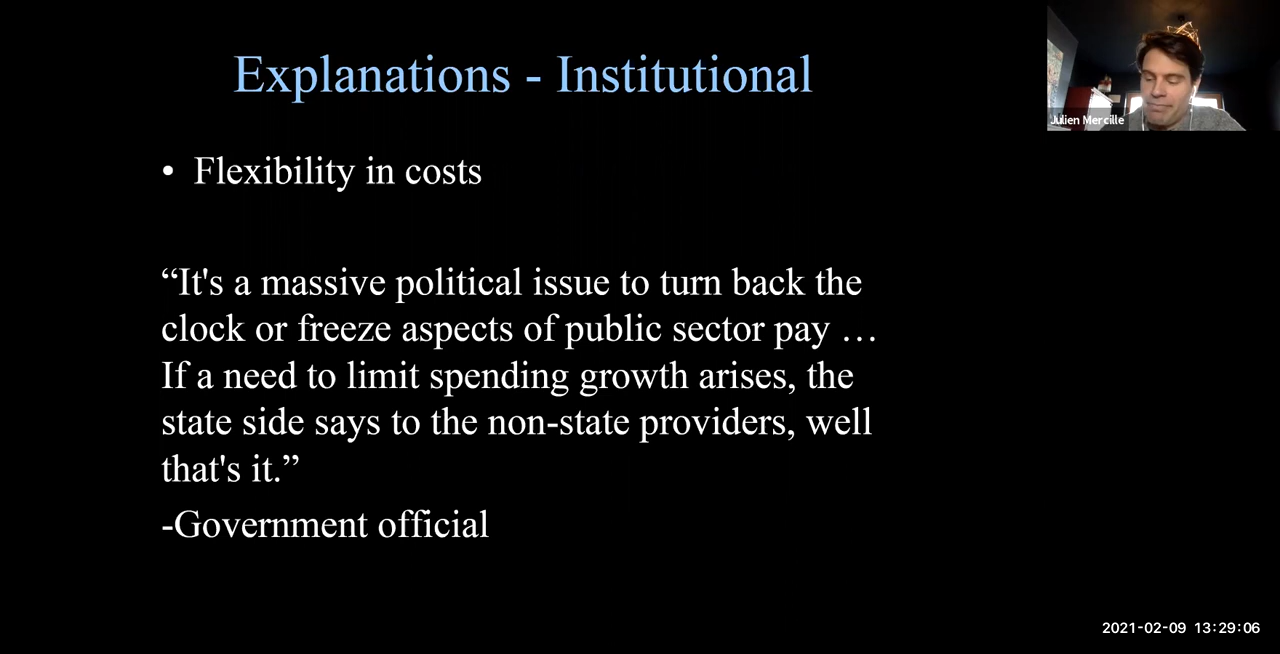 Explanations - Institutional
Julien Mercille
• Flexibility in costs
“It's a massive political issue to turn back the
clock or freeze aspects of public sector pay …
If a need to limit spending growth arises, the
state side says to the non-state providers, well
that's it.”
-Government official
2021-02-09 13:29:06